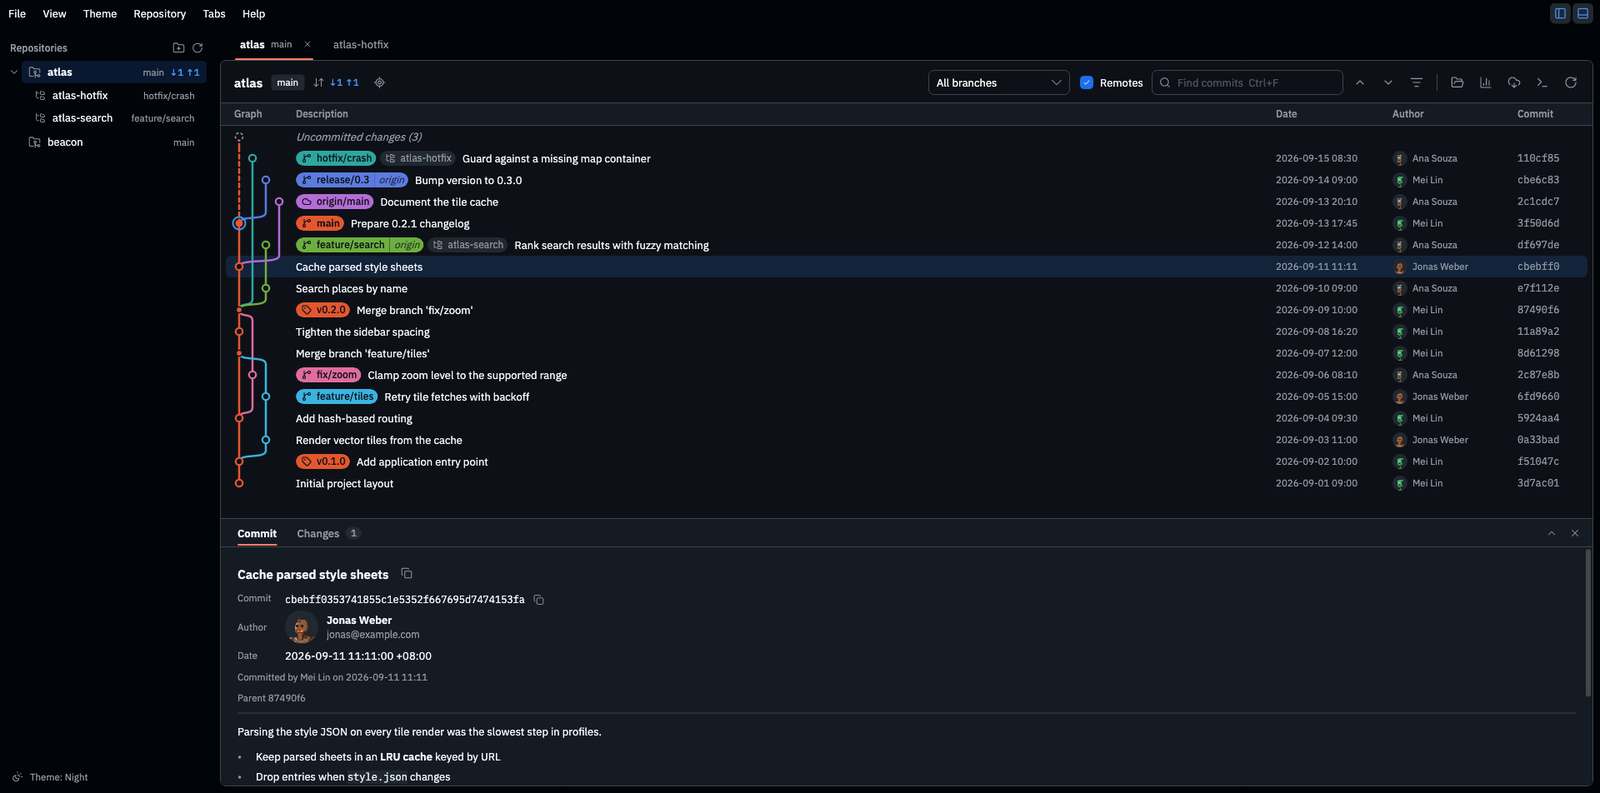 File View Theme Repository Tabs Help
Repositories
atlas main ↓1 ↑1
atlas-hotfix hotfix/crash
atlas-search feature/search
beacon main
Theme: Night
atlas main × atlas-hotfix
atlas main ↓1 ↑1 All branches Remotes Find commits Ctrl+F
Graph Description Date Author Commit
Uncommitted changes (3)
hotfix/crash atlas-hotfix Guard against a missing map container 2026-09-15 08:30 Ana Souza 110cf85
release/0.3 origin Bump version to 0.3.0 2026-09-14 09:00 Mei Lin cbe6c83
origin/main Document the tile cache 2026-09-13 20:10 Ana Souza 2c1cdc7
main Prepare 0.2.1 changelog 2026-09-13 17:45 Mei Lin 3f50d6d
feature/search origin atlas-search Rank search results with fuzzy matching 2026-09-12 14:00 Ana Souza df697de
Cache parsed style sheets 2026-09-11 11:11 Jonas Weber cbebff0
Search places by name 2026-09-10 09:00 Ana Souza e7f112e
v0.2.0 Merge branch 'fix/zoom' 2026-09-09 10:00 Mei Lin 87490f6
Tighten the sidebar spacing 2026-09-08 16:20 Mei Lin 11a89a2
Merge branch 'feature/tiles' 2026-09-07 12:00 Mei Lin 8d61298
fix/zoom Clamp zoom level to the supported range 2026-09-06 08:10 Ana Souza 2c87e8b
feature/tiles Retry tile fetches with backoff 2026-09-05 15:00 Jonas Weber 6fd9660
Add hash-based routing 2026-09-04 09:30 Mei Lin 5924aa4
Render vector tiles from the cache 2026-09-03 11:00 Jonas Weber 0a33bad
v0.1.0 Add application entry point 2026-09-02 10:00 Mei Lin f51047c
Initial project layout 2026-09-01 09:00 Mei Lin 3d7ac01
Commit Changes 1
Cache parsed style sheets
Commit cbebff0353741855c1e5352f667695d7474153fa
Author Jonas Weber
jonas@example.com
Date 2026-09-11 11:11:00 +08:00
Committed by Mei Lin on 2026-09-11 11:11
Parent 87490f6
Parsing the style JSON on every tile render was the slowest step in profiles.
• Keep parsed sheets in an LRU cache keyed by URL
• Drop entries when style.json changes